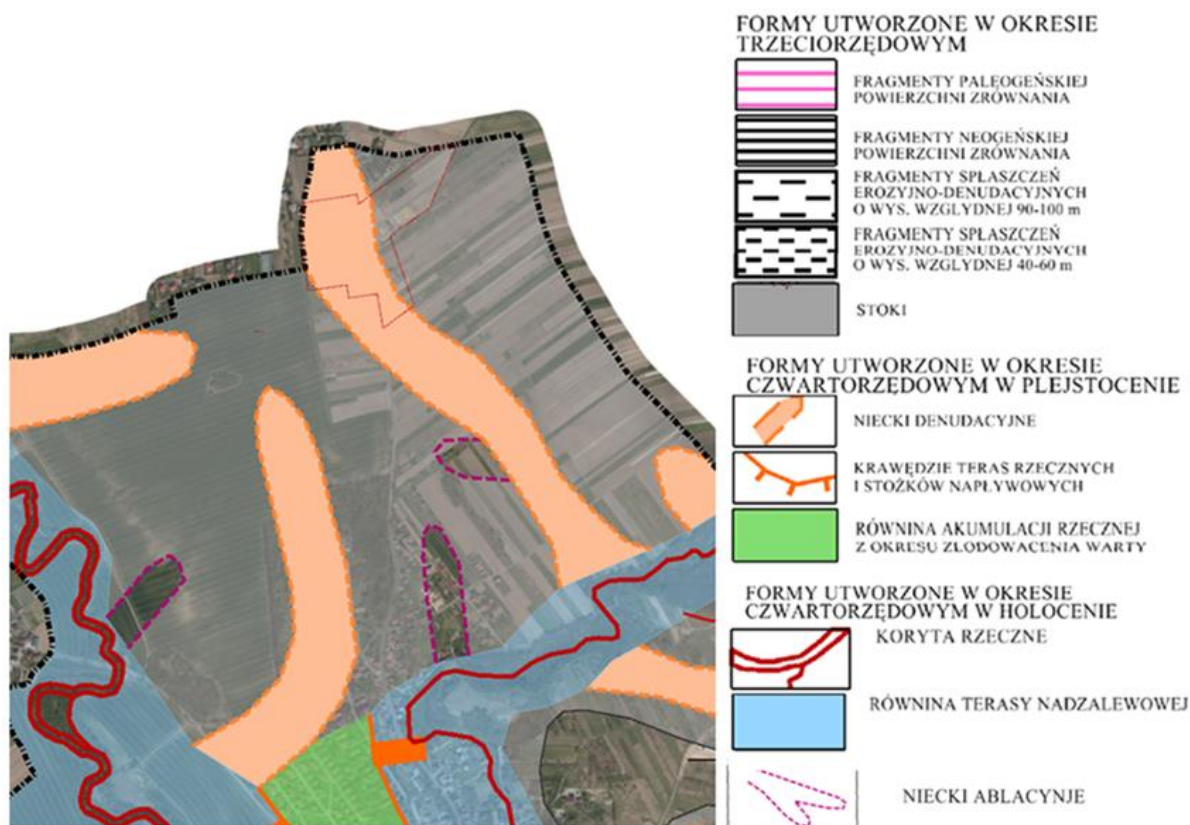 FORMY UTWORZONE W OKRESIE
TRZECIORZĘDOWYM
FRAGMENTY PALEOGEŃSKIEJ
POWIERZCHNI ZRÓWNANIA
FRAGMENTY NEOGEŃSKIEJ
POWIERZCHNI ZRÓWNANIA
FRAGMENTY SPŁASZCZEŃ
EROZYJNO-DENUDACYJNYCH
O WYS. WZGLYDNEJ 90-100 m
FRAGMENTY SPŁASZCZEŃ
EROZYJNO-DENUDACYJNYCH
O WYS. WZGLYDNEJ 40-60 m
STOKI
FORMY UTWORZONE W OKRESIE
CZWARTORZĘDOWYM W PLEJSTOCENIE
NIECKI DENUDACYJNE
KRAWĘDZIE TERAS RZECZNYCH
I STOŻKÓW NAPŁYWOWYCH
RÓWNINA AKUMULACJI RZECZNEJ
Z OKRESU ZLODOWACENIA WARTY
FORMY UTWORZONE W OKRESIE
CZWARTORZĘDOWYM W HOLOCENIE
KORYTA RZECZNE
RÓWNINA TERASY NADZALEWOWEJ
NIECKI ABLACYNJE